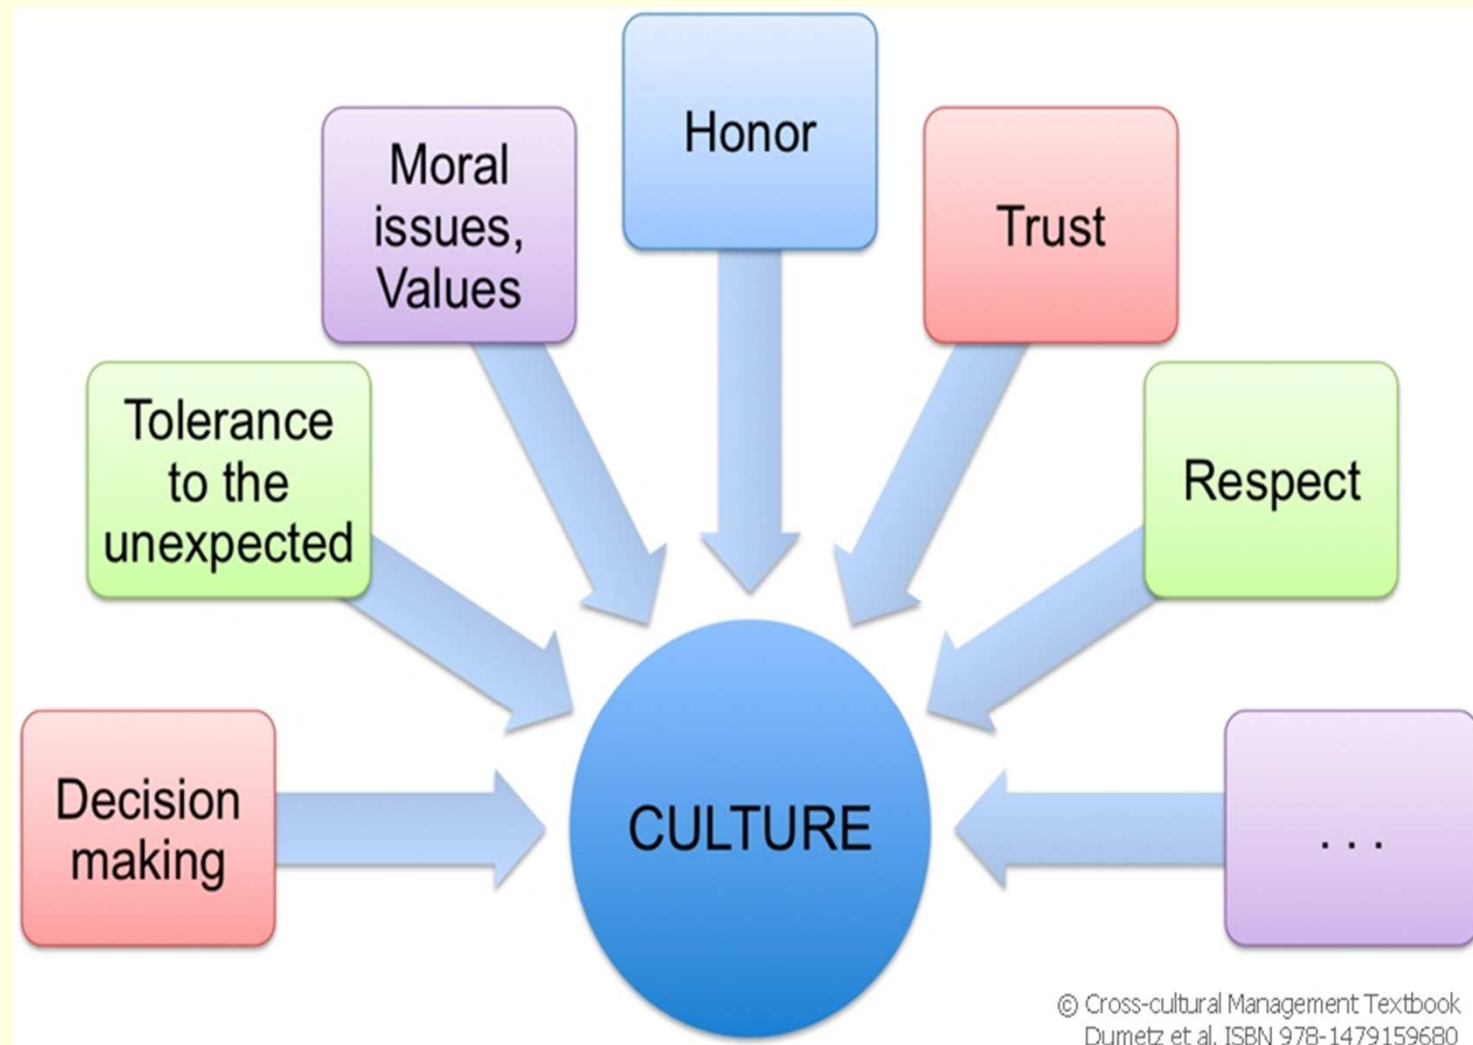 Honor
Moral
issues,
Values
Trust
Tolerance
to the
unexpected
Respect
Decision
making
CULTURE
. . .
© Cross-cultural Management Textbook
Dumetz et al. ISBN 978-1479159680